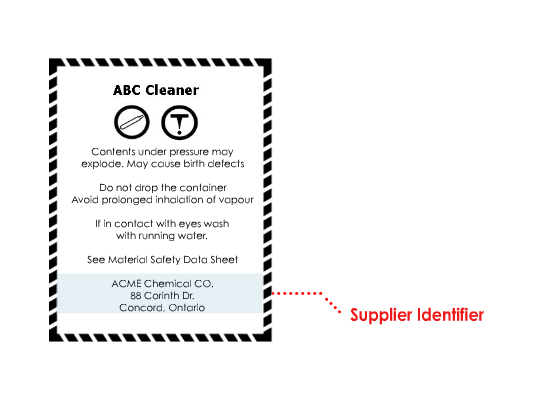 ABC Cleaner
Contents under pressure may
explode. May cause birth defects
Do not drop the container
Avoid prolonged inhalation of vapour
If in contact with eyes wash
with running water.
See Material Safety Data Sheet
ACME Chemical CO.
88 Corinth Dr.
Concord, Ontario
Supplier Identifier